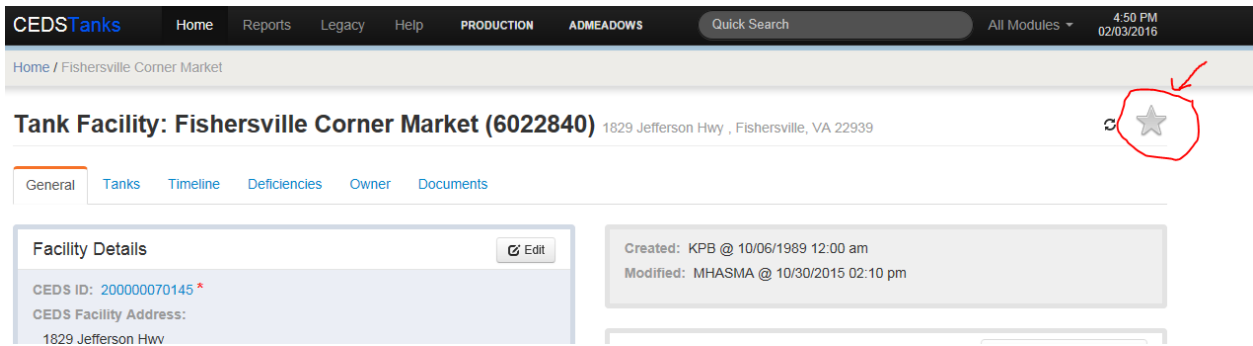 CEDSTanks Home Reports Legacy Help PRODUCTION ADMEADOWS Quick Search All Modules 4:50 PM
02/03/2016
Home / Fishersville Corner Market
Tank Facility: Fishersville Corner Market (6022840) 1829 Jefferson Hwy , Fishersville, VA 22939
General Tanks Timeline Deficiencies Owner Documents
Facility Details Edit
CEDS ID: 200000070145 *
CEDS Facility Address:
1829 Jefferson Hwy
Created: KPB @ 10/06/1989 12:00 am
Modified: MHASMA @ 10/30/2015 02:10 pm